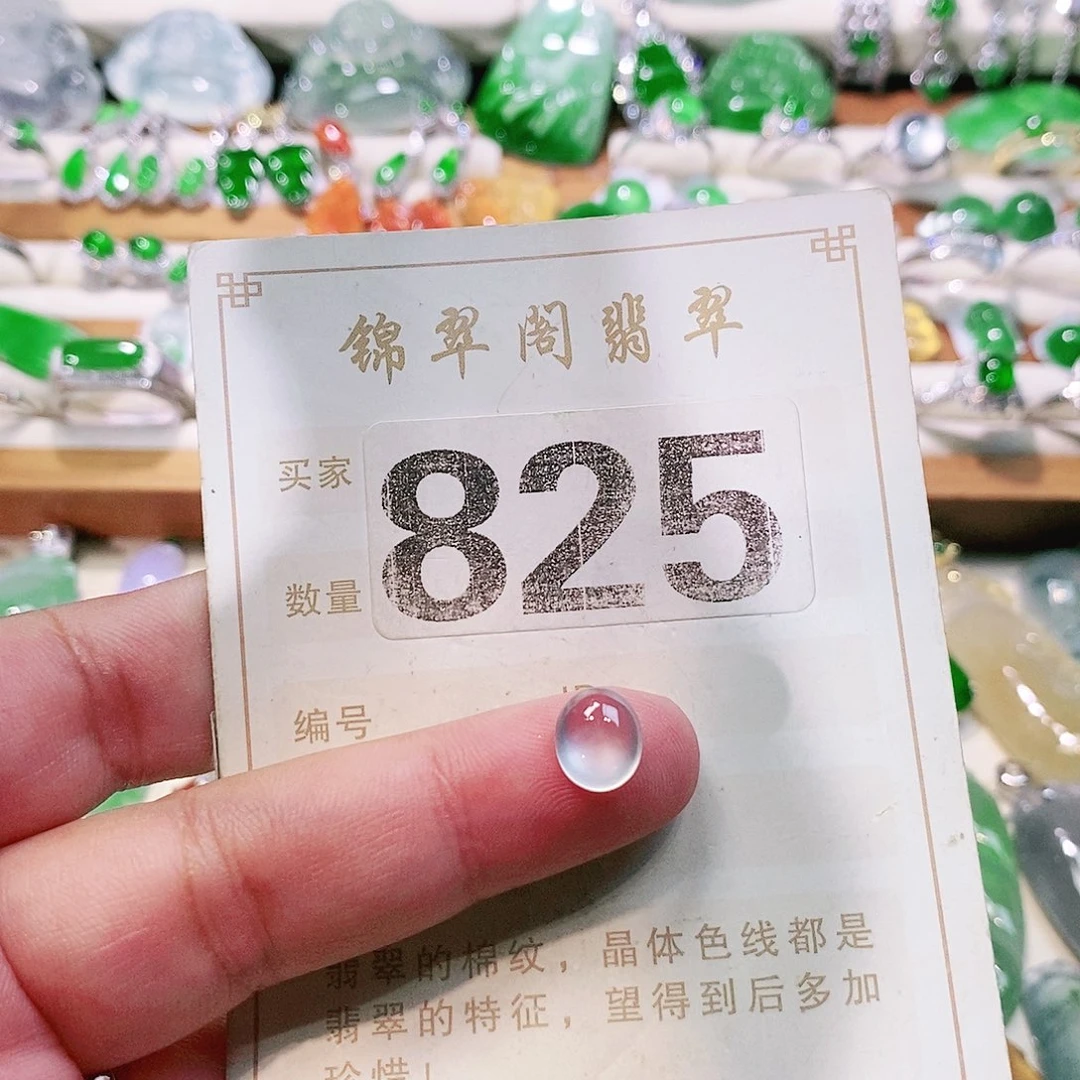 锦翠阁翡翠
买家
825
数量
编号
翡翠的棉纹，晶体色线都是
翡翠的特征，望得到后多加
珍惜！